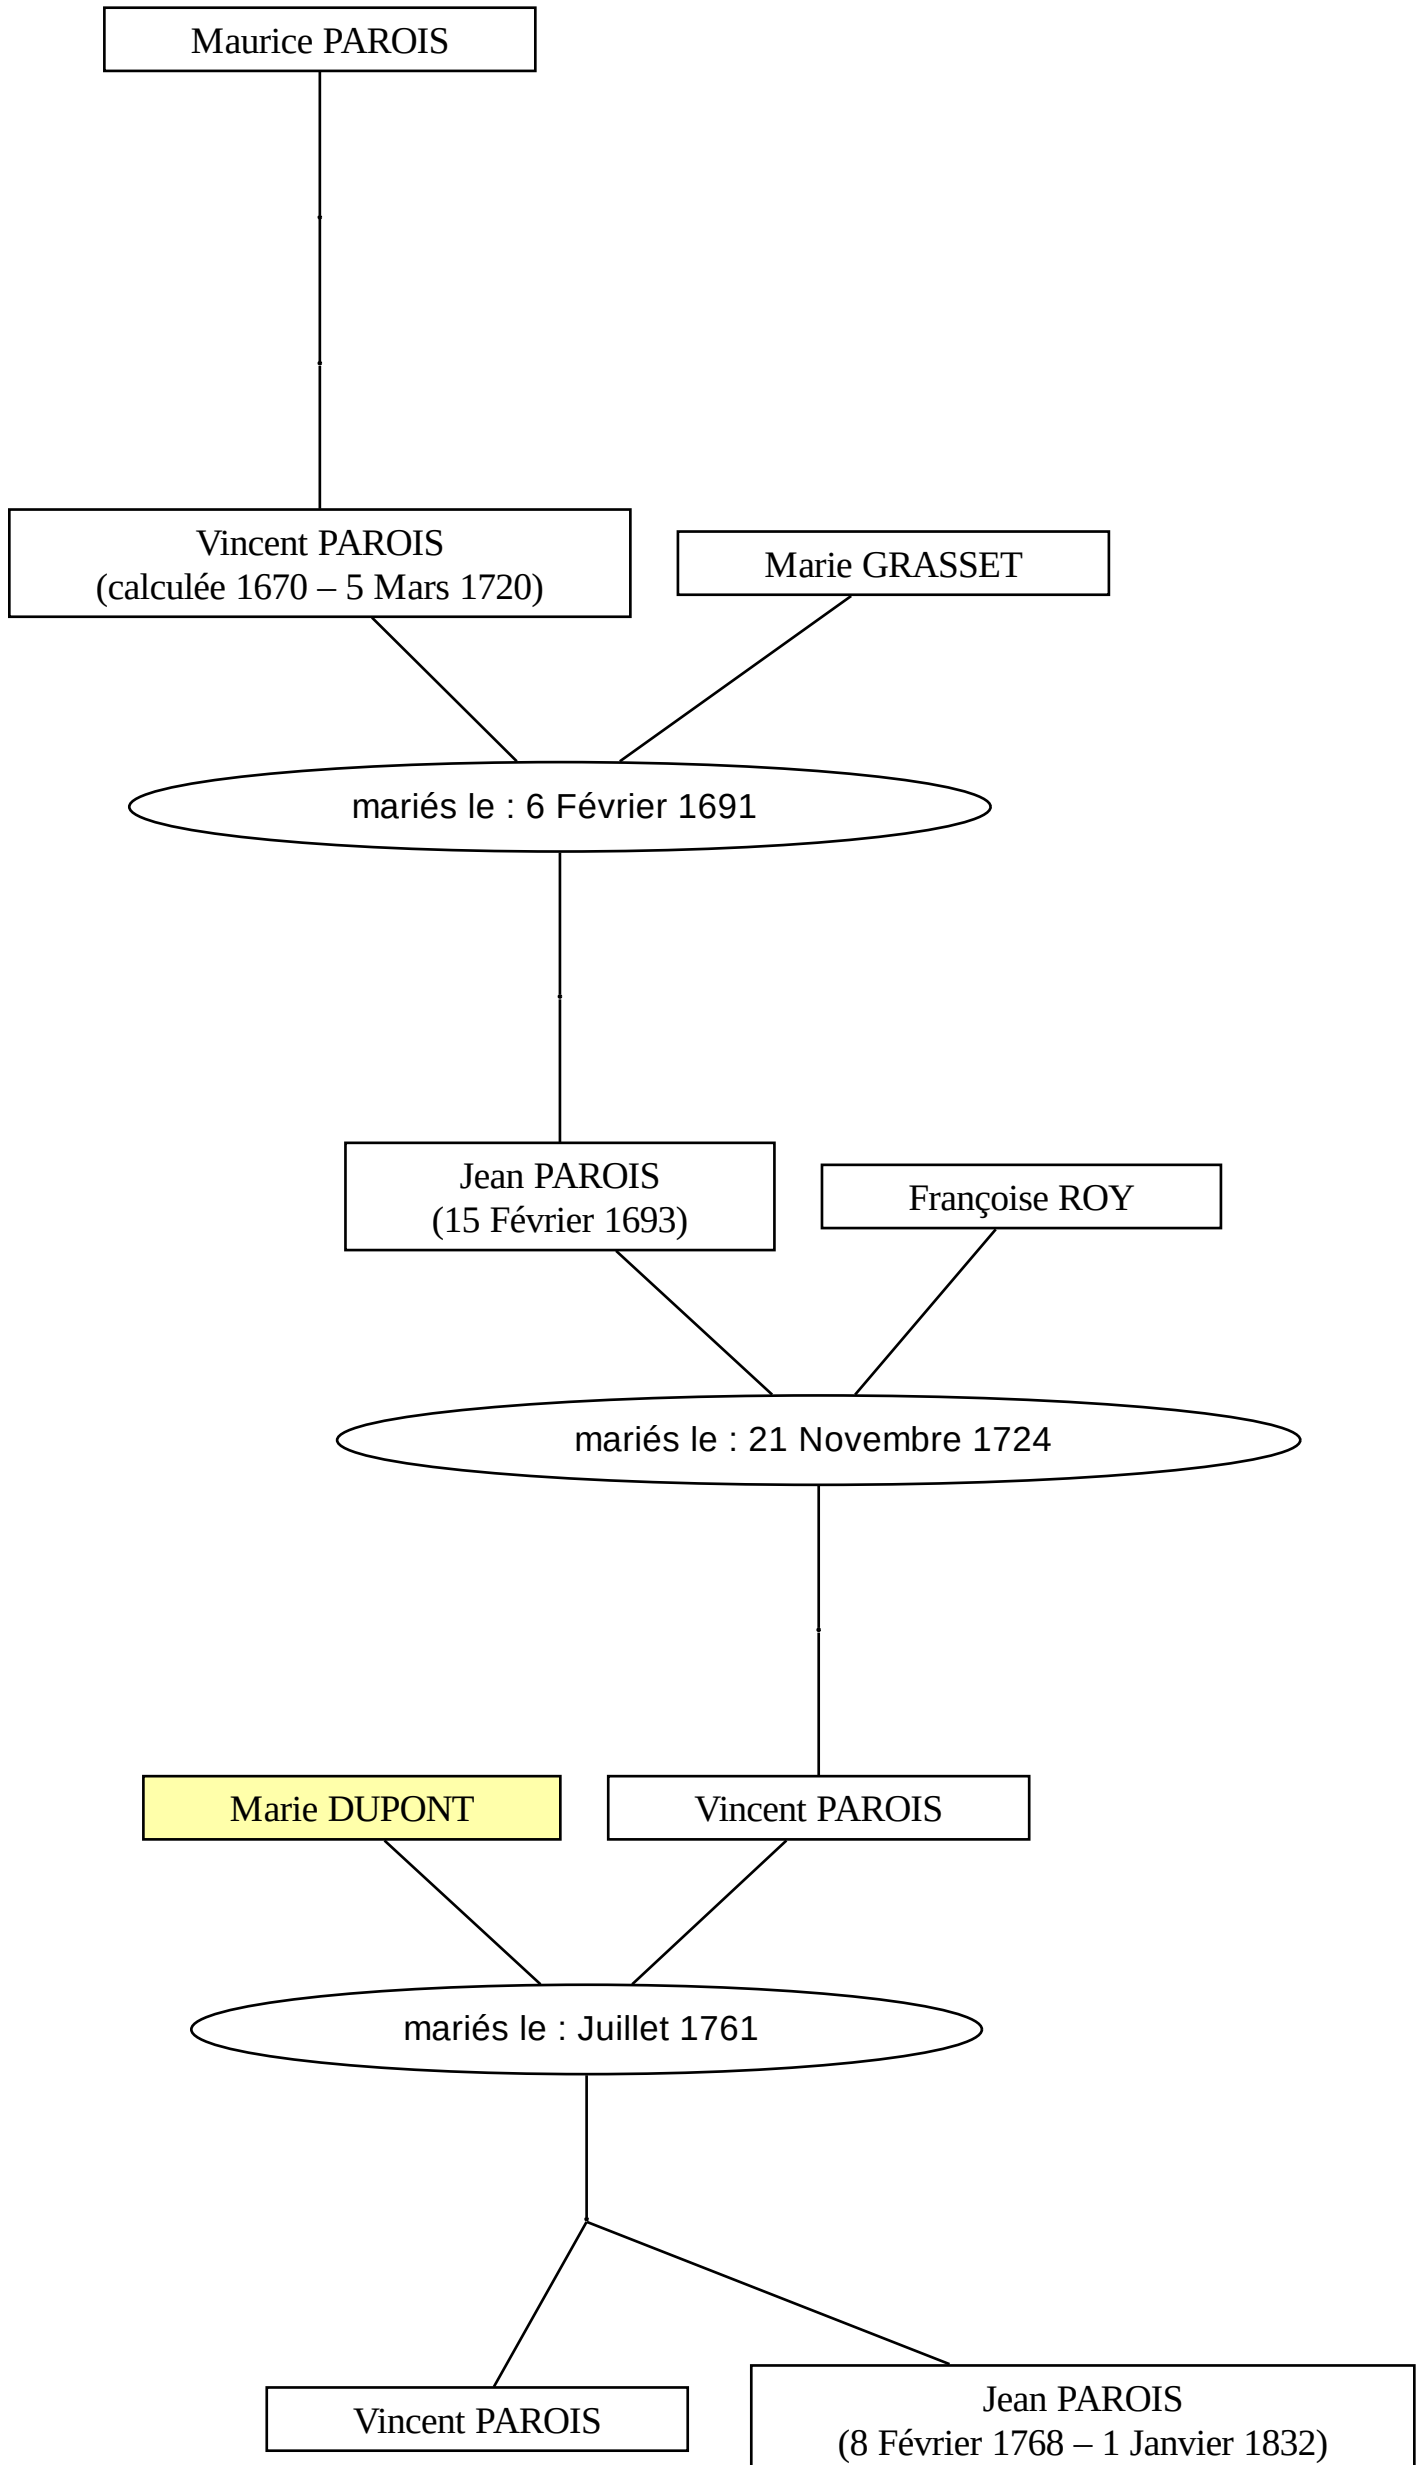 Maurice PAROIS
Vincent PAROIS
(calculée 1670 – 5 Mars 1720)
Marie GRASSET
mariés le : 6 Février 1691
Jean PAROIS
(15 Février 1693)
Françoise ROY
mariés le : 21 Novembre 1724
Marie DUPONT
Vincent PAROIS
mariés le : Juillet 1761
Vincent PAROIS
Jean PAROIS
(8 Février 1768 – 1 Janvier 1832)